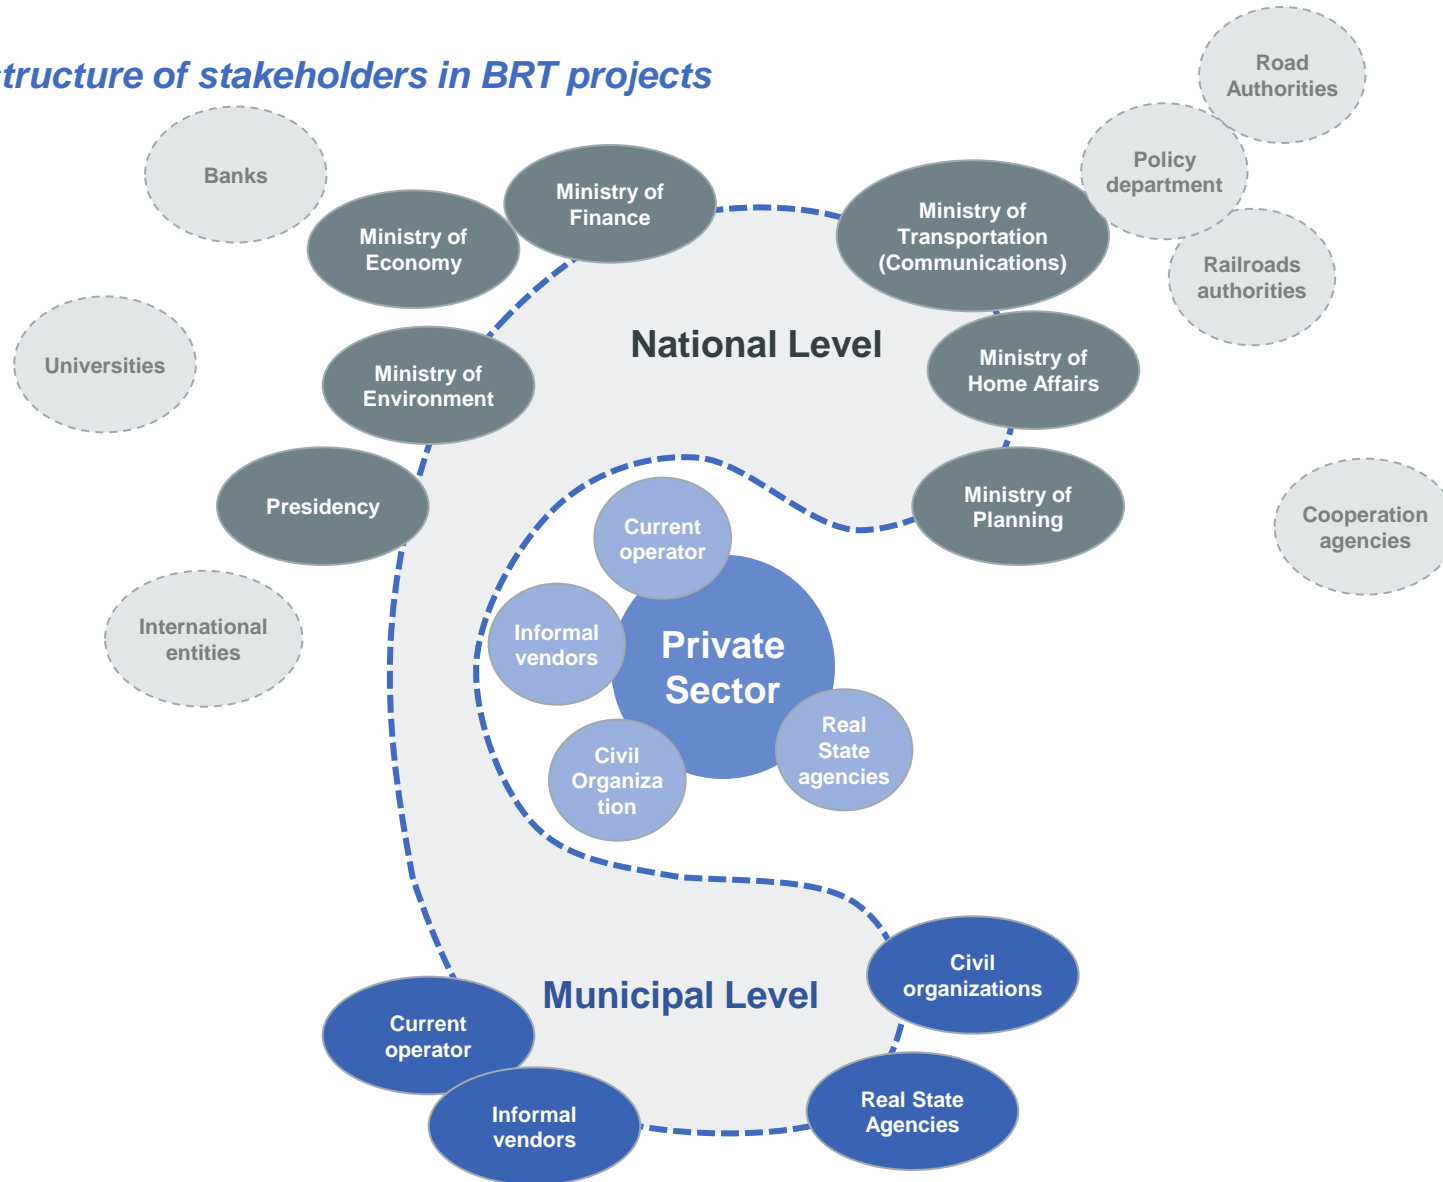 structure of stakeholders in BRT projects
Road
Authorities
Policy
department
Railroads
authorities
Banks
Ministry of
Finance
Ministry of
Economy
Ministry of
Transportation
(Communications)
National Level
Ministry of
Home Affairs
Universities
Ministry of
Environment
Presidency
Ministry of
Planning
Cooperation
agencies
International
entities
Current
operator
Informal
vendors
Private
Sector
Civil
Organiza
tion
Real
State
agencies
Municipal Level
Civil
organizations
Current
operator
Informal
vendors
Real State
Agencies